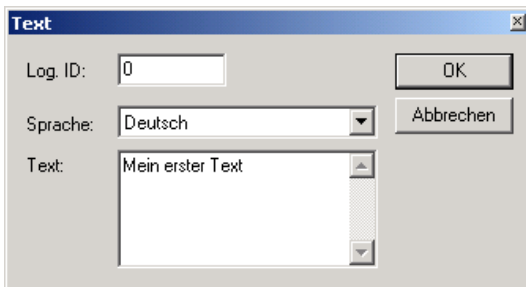 Text
Log. ID: 0 OK
Sprache: Deutsch Abbrechen
Text: Mein erster Text